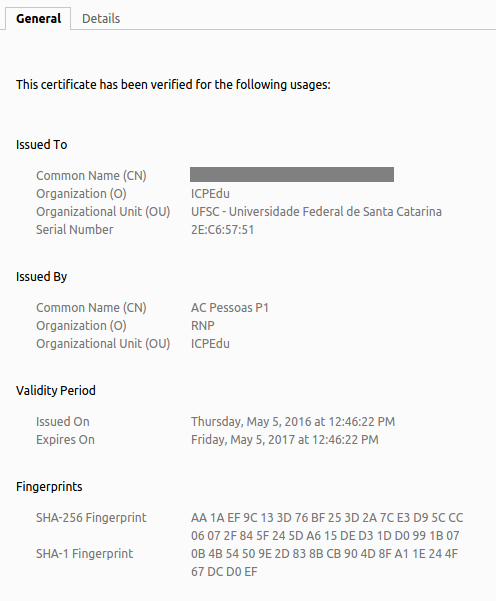 General Details
This certificate has been verified for the following usages:
Issued To
Common Name (CN)
Organization (O) ICPEdu
Organizational Unit (OU) UFSC - Universidade Federal de Santa Catarina
Serial Number 2E:C6:57:51
Issued By
Common Name (CN) AC Pessoas P1
Organization (O) RNP
Organizational Unit (OU) ICPEdu
Validity Period
Issued On Thursday, May 5, 2016 at 12:46:22 PM
Expires On Friday, May 5, 2017 at 12:46:22 PM
Fingerprints
SHA-256 Fingerprint AA 1A EF 9C 13 3D 76 BF 25 3D 2A 7C E3 D9 5C CC
06 07 2F 84 5F 24 5D A6 15 DE D3 1D D0 99 1B 07
SHA-1 Fingerprint 0B 4B 54 50 9E 2D 83 8B CB 90 4D 8F A1 1E 24 4F
67 DC D0 EF